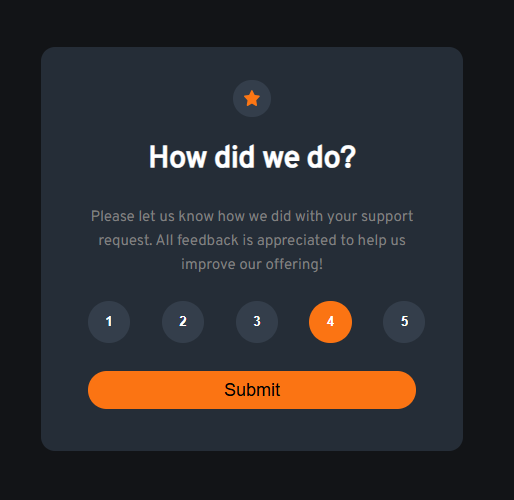 How did we do?
Please let us know how we did with your support
request. All feedback is appreciated to help us
improve our offering!
1 2 3 4 5
Submit